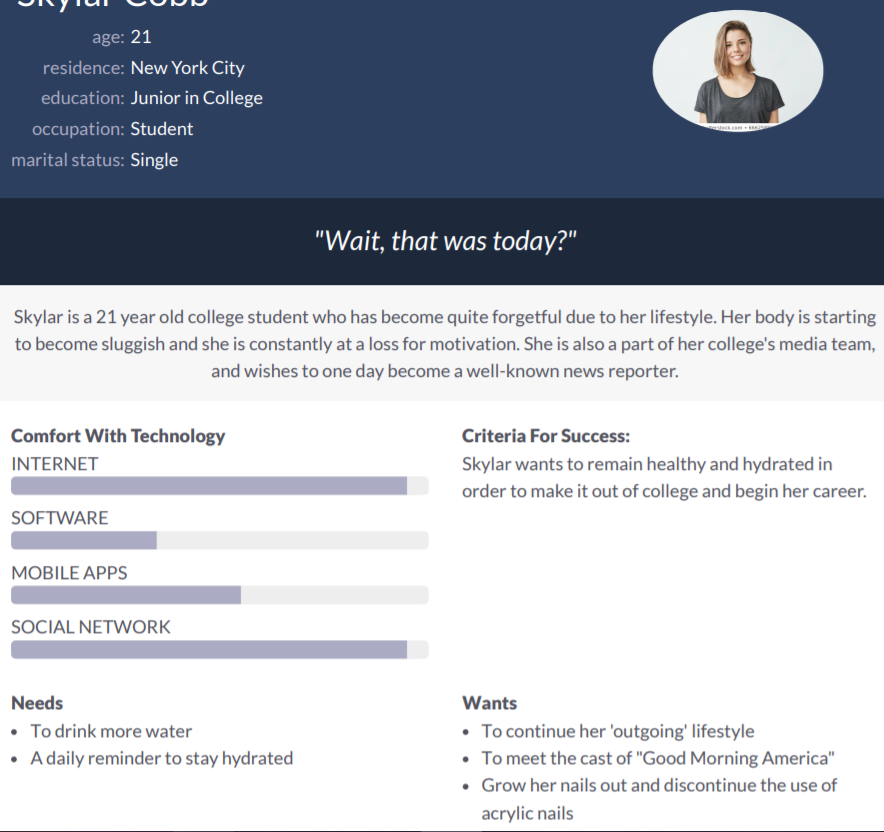 Skylar Cobb
age: 21
residence: New York City
education: Junior in College
occupation: Student
marital status: Single
"Wait, that was today?"
Skylar is a 21 year old college student who has become quite forgetful due to her lifestyle. Her body is starting
to become sluggish and she is constantly at a loss for motivation. She is also a part of her college's media team,
and wishes to one day become a well-known news reporter.
Comfort With Technology
INTERNET
SOFTWARE
MOBILE APPS
SOCIAL NETWORK
Criteria For Success:
Skylar wants to remain healthy and hydrated in
order to make it out of college and begin her career.
Needs
• To drink more water
• A daily reminder to stay hydrated
Wants
• To continue her 'outgoing' lifestyle
• To meet the cast of "Good Morning America"
• Grow her nails out and discontinue the use of
acrylic nails